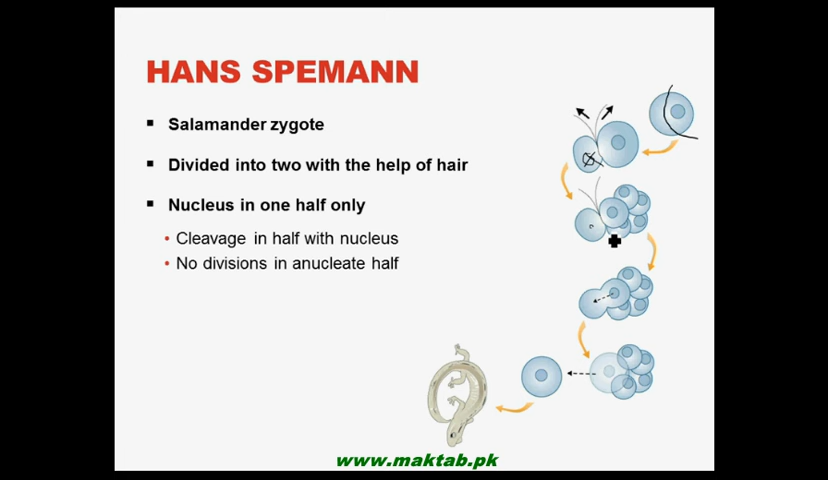 HANS SPEMANN
▪ Salamander zygote
▪ Divided into two with the help of hair
▪ Nucleus in one half only
• Cleavage in half with nucleus
• No divisions in anucleate half
www.maktab.pk